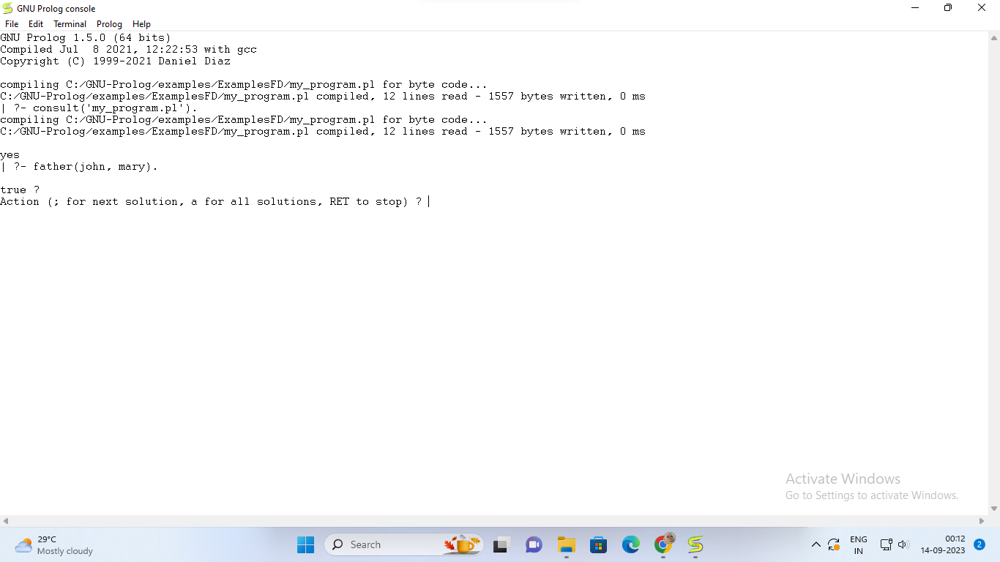 GNU Prolog console
File Edit Terminal Prolog Help
GNU Prolog 1.5.0 (64 bits)
Compiled Jul  8 2021, 12:22:53 with gcc
Copyright (C) 1999-2021 Daniel Diaz
compiling C:/GNU-Prolog/examples/ExamplesFD/my_program.pl for byte code...
C:/GNU-Prolog/examples/ExamplesFD/my_program.pl compiled, 12 lines read - 1557 bytes written, 0 ms
| ?- consult('my_program.pl').
compiling C:/GNU-Prolog/examples/ExamplesFD/my_program.pl for byte code...
C:/GNU-Prolog/examples/ExamplesFD/my_program.pl compiled, 12 lines read - 1557 bytes written, 0 ms
yes
| ?- father(john, mary).
true ?
Action (; for next solution, a for all solutions, RET to stop) ?
Activate Windows
Go to Settings to activate Windows.
29°C
Mostly cloudy
Search
ENG
IN
00:12
14-09-2023
2